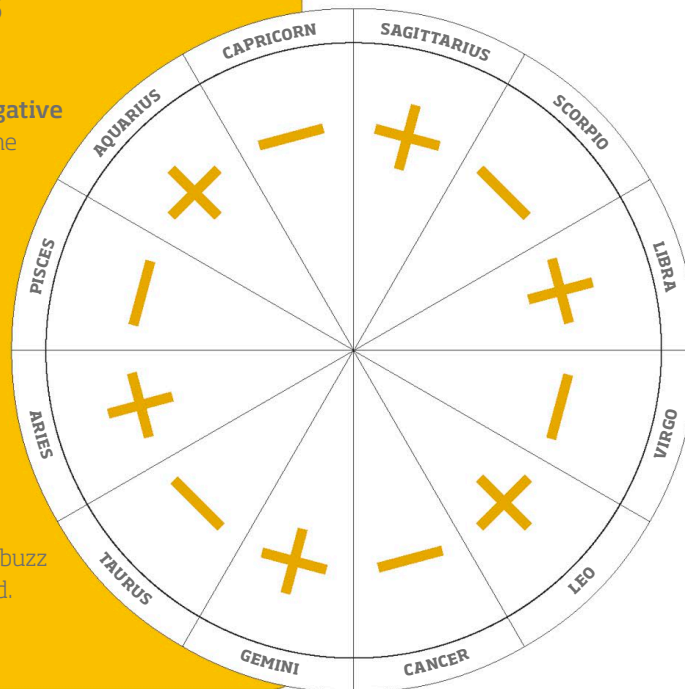 gative
ne
buzz
d.
CAPRICORN
SAGITTARIUS
SCORPIO
LIBRA
VIRGO
LEO
CANCER
GEMINI
TAURUS
ARIES
PISCES
AQUARIUS